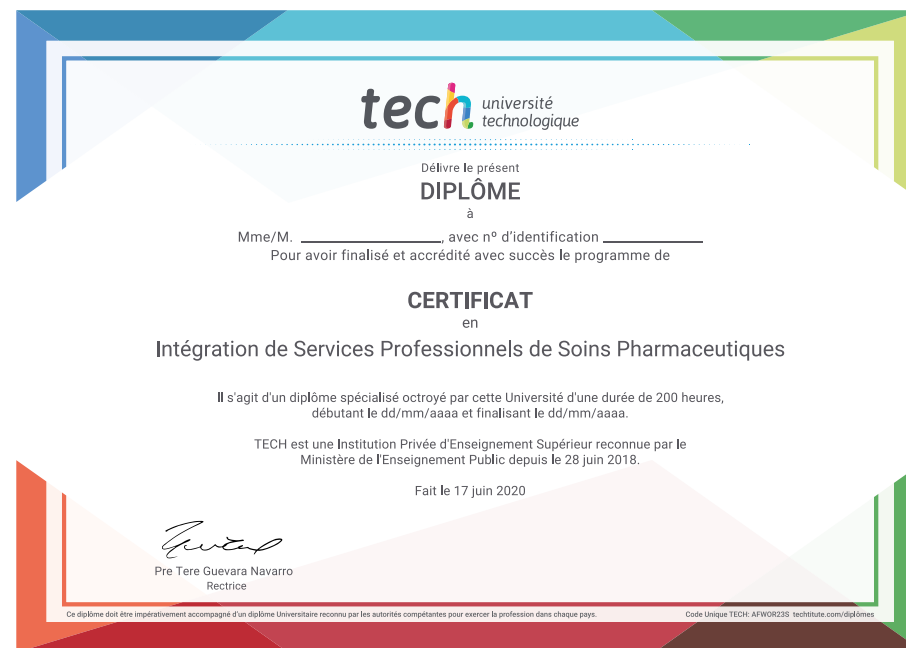 tech université
technologique
Délivre le présent
DIPLÔME
à
Mme/M. ____________________, avec nº d'identification ______________
Pour avoir finalisé et accrédité avec succès le programme de
CERTIFICAT
en
Intégration de Services Professionnels de Soins Pharmaceutiques
Il s'agit d'un diplôme spécialisé octroyé par cette Université d'une durée de 200 heures,
débutant le dd/mm/aaaa et finalisant le dd/mm/aaaa.
TECH est une Institution Privée d'Enseignement Supérieur reconnue par le
Ministère de l'Enseignement Public depuis le 28 juin 2018.
Fait le 17 juin 2020
Pre Tere Guevara Navarro
Rectrice
Ce diplôme doit être impérativement accompagné d'un diplôme Universitaire reconnu par les autorités compétantes pour exercer la profession dans chaque pays. Code Unique TECH: AFWOR23S techtitute.com/diplômes